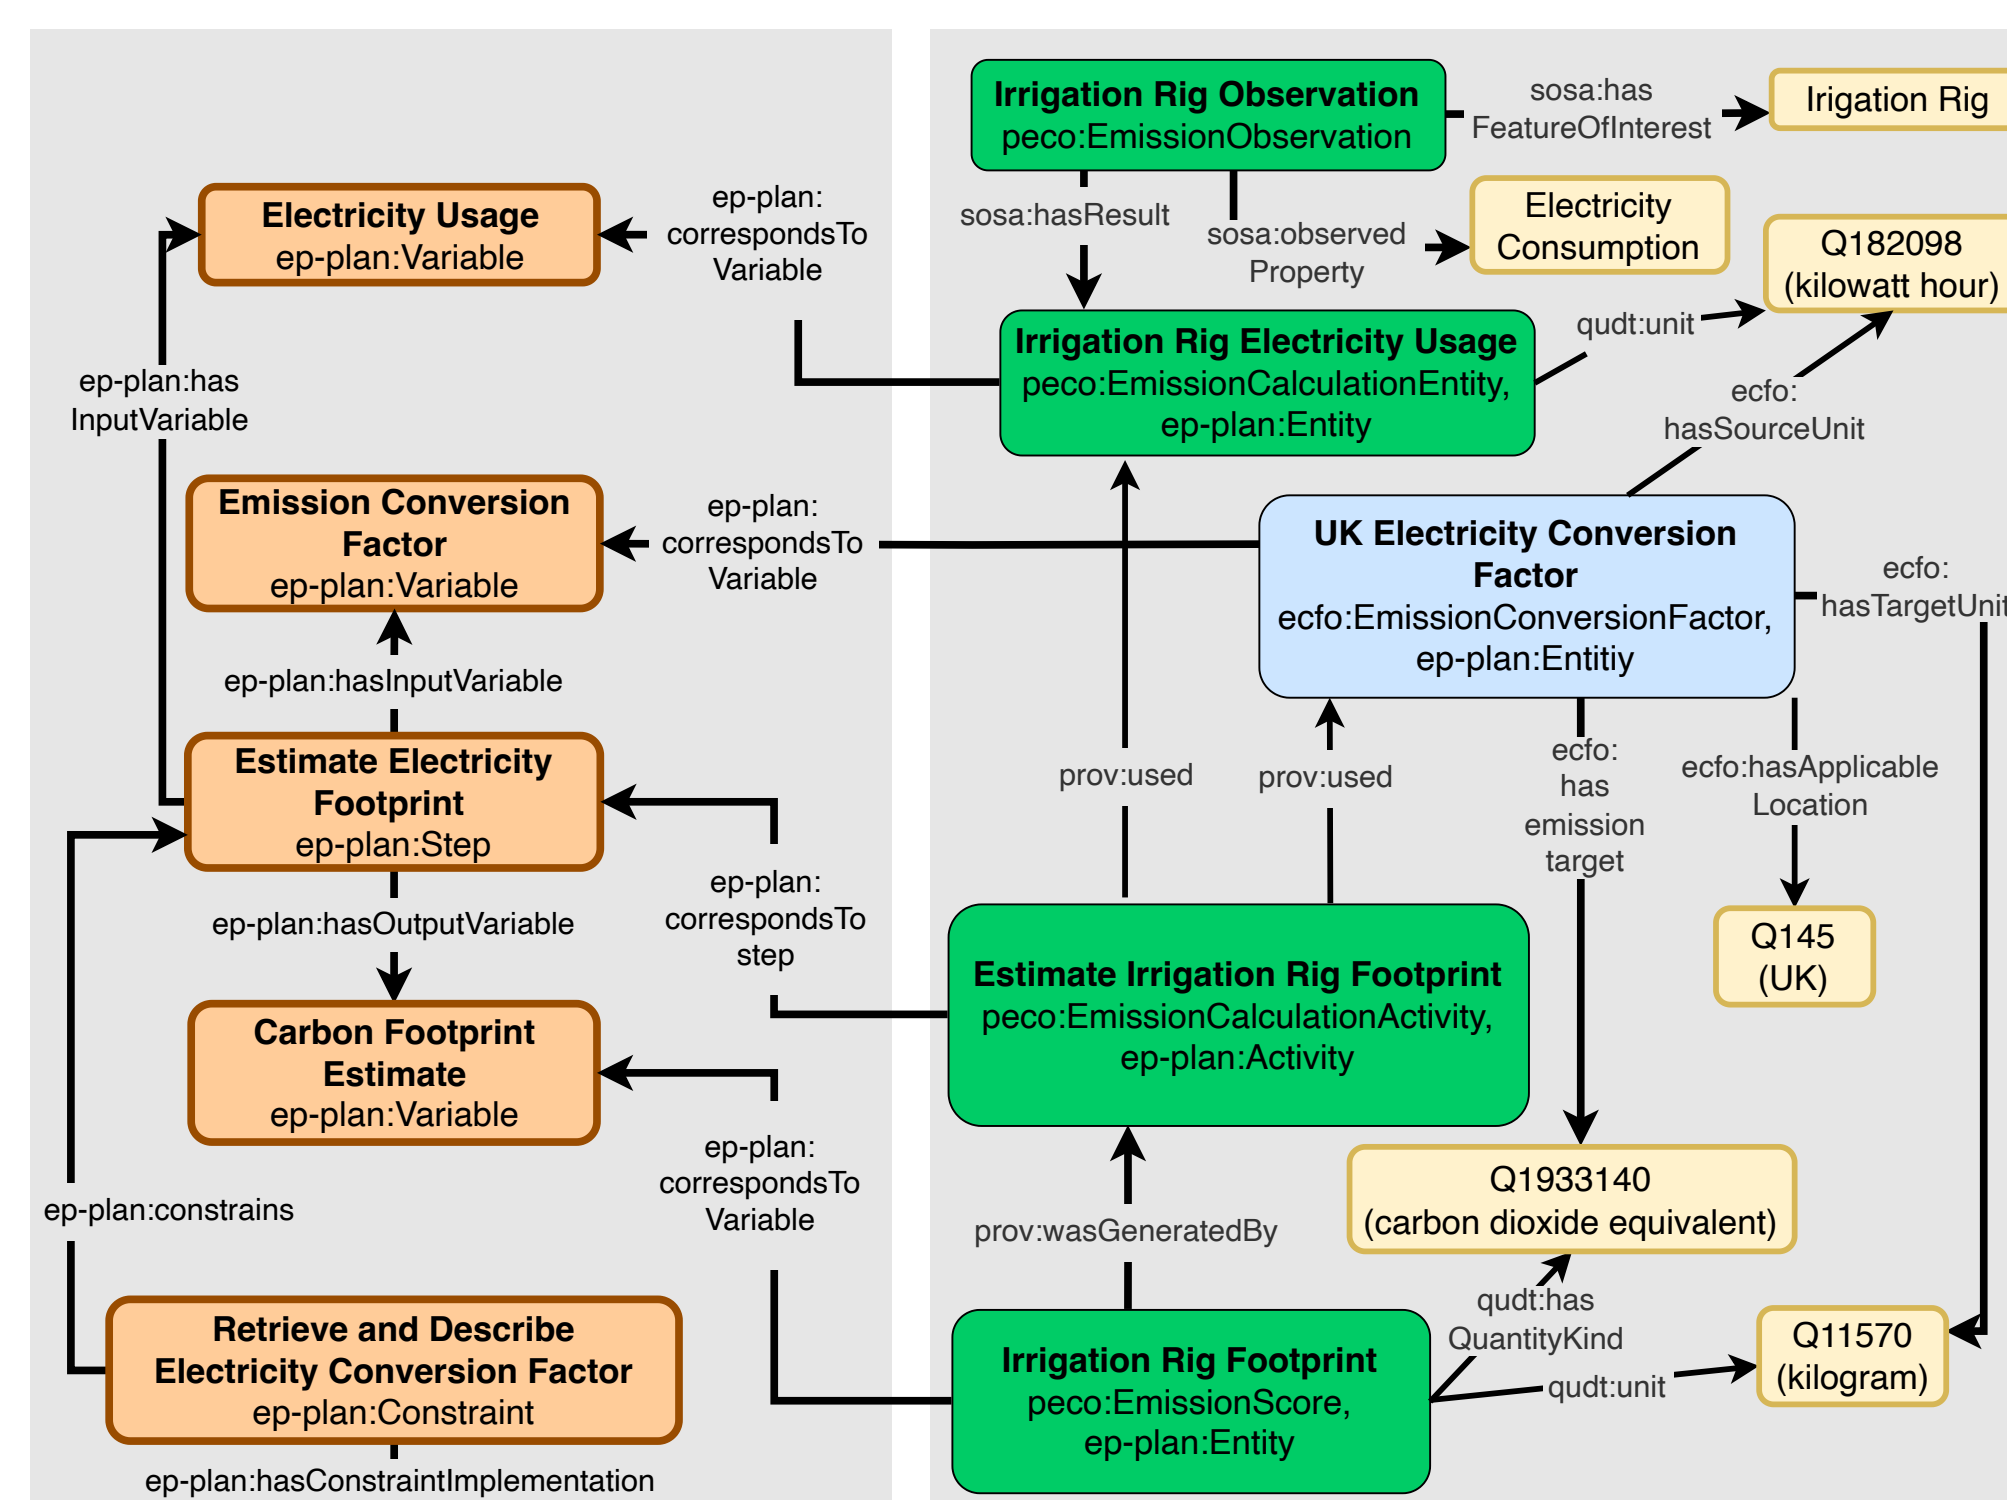 Electricity Usage
ep-plan:Variable
ep-plan:
correspondsTo
Variable
ep-plan:has
InputVariable
Emission Conversion
Factor
ep-plan:Variable
ep-plan:
correspondsTo
Variable
ep-plan:hasInputVariable
Estimate Electricity
Footprint
ep-plan:Step
ep-plan:hasOutputVariable
ep-plan:
correspondsTo
step
Carbon Footprint
Estimate
ep-plan:Variable
ep-plan:
correspondsTo
Variable
ep-plan:constrains
Retrieve and Describe
Electricity Conversion Factor
ep-plan:Constraint
ep-plan:hasConstraintImplementation
Irrigation Rig Observation
peco:EmissionObservation
sosa:has
FeatureOfInterest
Irigation Rig
sosa:hasResult
sosa:observed
Property
Electricity
Consumption
Q182098
(kilowatt hour)
Irrigation Rig Electricity Usage
peco:EmissionCalculationEntity,
ep-plan:Entity
qudt:unit
ecfo:
hasSourceUnit
UK Electricity Conversion
Factor
ecfo:EmissionConversionFactor,
ep-plan:Entitiy
ecfo:
hasTargetUnit
prov:used
prov:used
ecfo:
has
emission
target
ecfo:hasApplicable
Location
Q145
(UK)
Estimate Irrigation Rig Footprint
peco:EmissionCalculationActivity,
ep-plan:Activity
prov:wasGeneratedBy
Q1933140
(carbon dioxide equivalent)
qudt:has
QuantityKind
Irrigation Rig Footprint
peco:EmissionScore,
ep-plan:Entity
qudt:unit
Q11570
(kilogram)